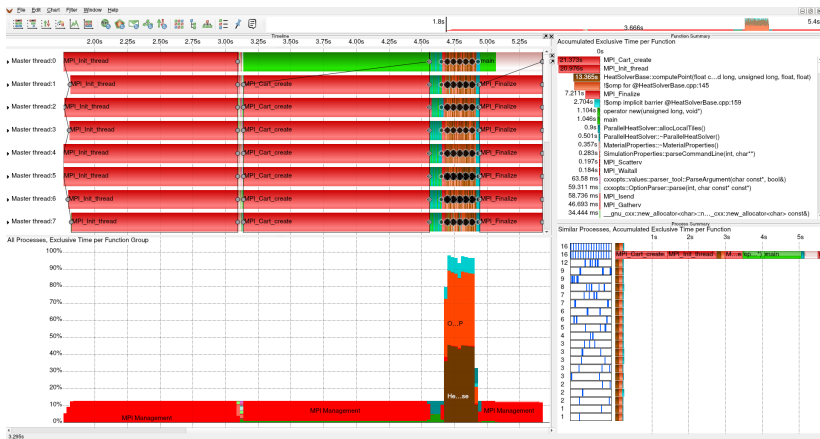 File Edit Chart Filter Window Help
1.8s 3.666s 5.4s
Timeline
2.00s 2.25s 2.50s 2.75s 3.00s 3.25s 3.50s 3.75s 4.00s 4.25s 4.50s 4.75s 5.00s 5.25s
Master thread:0 MPI_Init_thread main
Master thread:1 MPI_Init_thread MPI_Cart_create MPI_Finalize
Master thread:2 MPI_Init_thread MPI_Cart_create MPI_Finalize
Master thread:3 MPI_Init_thread MPI_Cart_create MPI_Finalize
Master thread:4 MPI_Init_thread MPI_Cart_create MPI_Finalize
Master thread:5 MPI_Init_thread MPI_Cart_create MPI_Finalize
Master thread:6 MPI_Init_thread MPI_Cart_create MPI_Finalize
Master thread:7 MPI_Init_thread MPI_Cart_create MPI_Finalize
All Processes, Exclusive Time per Function Group
100%
90%
80%
70%
60%
50%
40%
30%
20%
10%
0%
O...P
He...se
MPI Management MPI Management MPI Management
3.295s
Function Summary
Accumulated Exclusive Time per Function
0s
21.373s MPI_Cart_create
20.976s MPI_Init_thread
13.365s HeatSolverBase::computePoint(float c...d long, unsigned long, float, float)
!$omp for @HeatSolverBase.cpp:145
7.211s MPI_Finalize
2.704s !$omp implicit barrier @HeatSolverBase.cpp:159
1.104s operator new(unsigned long, void*)
1.046s main
0.9s ParallelHeatSolver::allocLocalTiles()
0.501s ParallelHeatSolver::~ParallelHeatSolver()
0.357s MaterialProperties::~MaterialProperties()
0.283s SimulationProperties::parseCommandLine(int, char**)
0.197s MPI_Scatterv
0.184s MPI_Waitall
63.58 ms cxxopts::values::parser_tool::ParseArgument(char const*, bool&)
59.311 ms cxxopts::OptionParser::parse(int, char const* const*)
58.736 ms MPI_Isend
46.693 ms MPI_Gatherv
34.444 ms __gnu_cxx::new_allocator<char>::n..._cxx::new_allocator<char> const&)
Process Summary
Similar Processes, Accumulated Exclusive Time per Function
1s 2s 3s 4s 5s
16
16 MPI_Cart_create MPI_Init_thread main
12
9
9
8
7
7
6
6
5
4
3
3
3
3
3
2
2
2
1
1